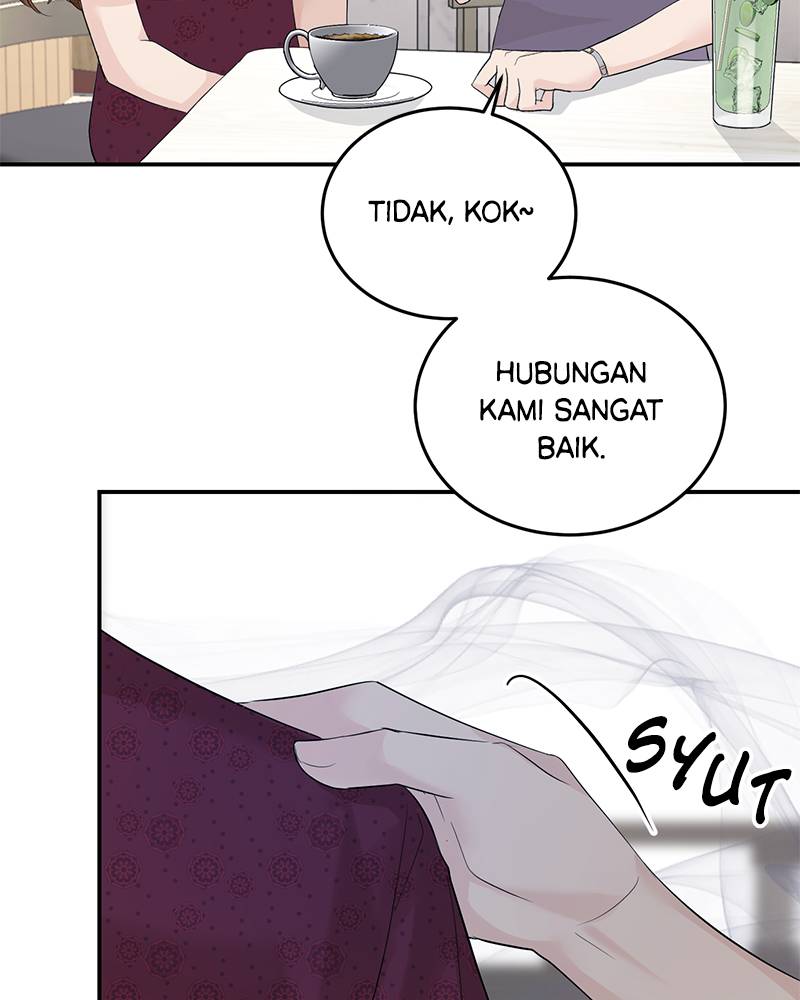 TIDAK, KOK~
HUBUNGAN
KAMI SANGAT
BAIK.
SYUT